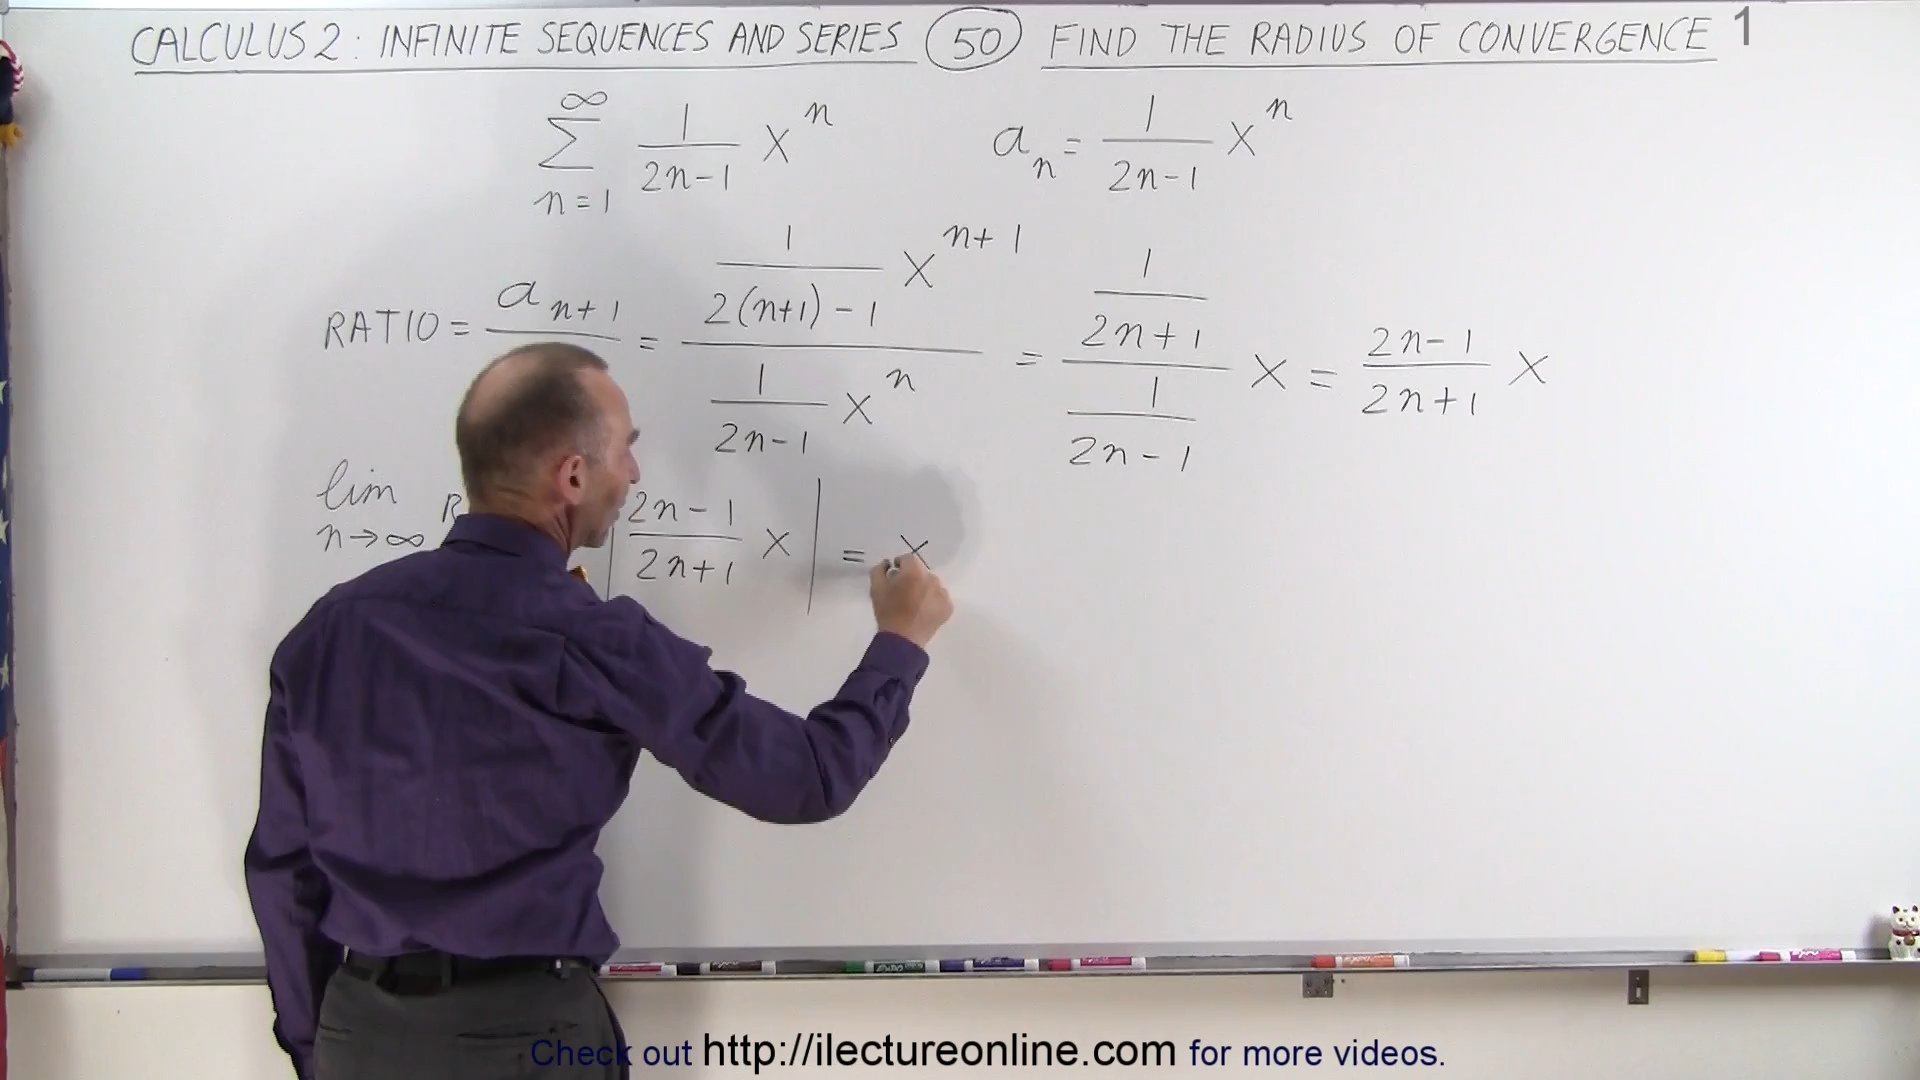 CALCULUS 2: INFINITE SEQUENCES AND SERIES 50 FIND THE RADIUS OF CONVERGENCE 1
∞
∑ 1/(2n-1) x^n
n=1
a_n = 1/(2n-1) x^n
RATIO = a_{n+1}/ = (1/(2(n+1)-1) x^{n+1})/(1/(2n-1) x^n) = (1/(2n+1))/(1/(2n-1)) x = (2n-1)/(2n+1) x
lim n→∞ R | (2n-1)/(2n+1) x | = x
EXPO
Check out http://ilectureonline.com for more videos.